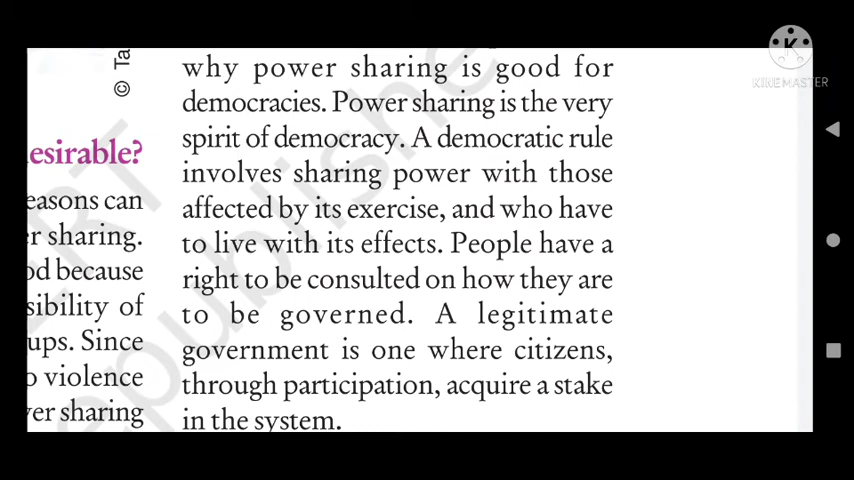 © Ta
esirable?
easons can
er sharing.
od because
sibility of
ups. Since
o violence
ver sharing
why power sharing is good for
democracies. Power sharing is the very
spirit of democracy. A democratic rule
involves sharing power with those
affected by its exercise, and who have
to live with its effects. People have a
right to be consulted on how they are
to be governed. A legitimate
government is one where citizens,
through participation, acquire a stake
in the system.
KINEMASTER